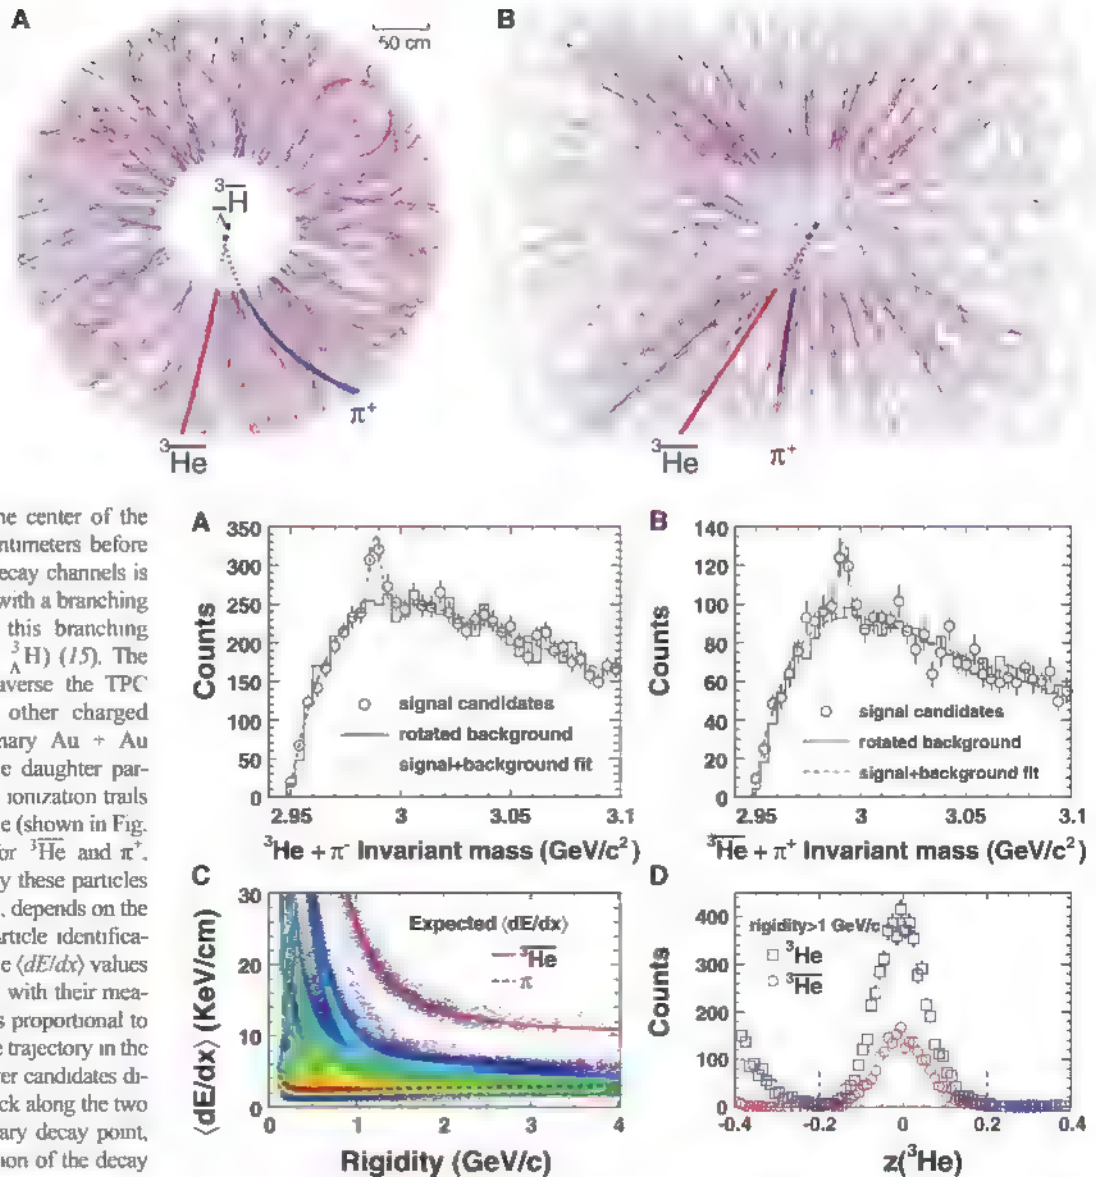 A
B
50 cm
3H
Λ
3He
π+
3He
π+
he center of the
ntimeters before
ecay channels is
with a branching
this branching
3ΛH) (15). The
averse the TPC
other charged
nary Au + Au
e daughter par-
ionization trails
e (shown in Fig.
or 3He and π+.
y these particles
, depends on the
article identifica-
e ⟨dE/dx⟩ values
with their mea-
s proportional to
e trajectory in the
er candidates di-
ck along the two
ary decay point,
ion of the decay
A
350
300
250
200
150
100
50
0
Counts
signal candidates
rotated background
signal+background fit
2.95 3 3.05 3.1
3He + π- Invariant mass (GeV/c2)
B
140
120
100
80
60
40
20
0
Counts
signal candidates
rotated background
signal+background fit
2.95 3 3.05 3.1
3He + π+ Invariant mass (GeV/c2)
C
30
20
10
0
⟨dE/dx⟩ (KeV/cm)
Expected ⟨dE/dx⟩
3He
π
0 1 2 3 4
Rigidity (GeV/c)
D
400
300
200
100
0
Counts
rigidity>1 GeV/c
3He
3He
-0.4 -0.2 0 0.2 0.4
z(3He)